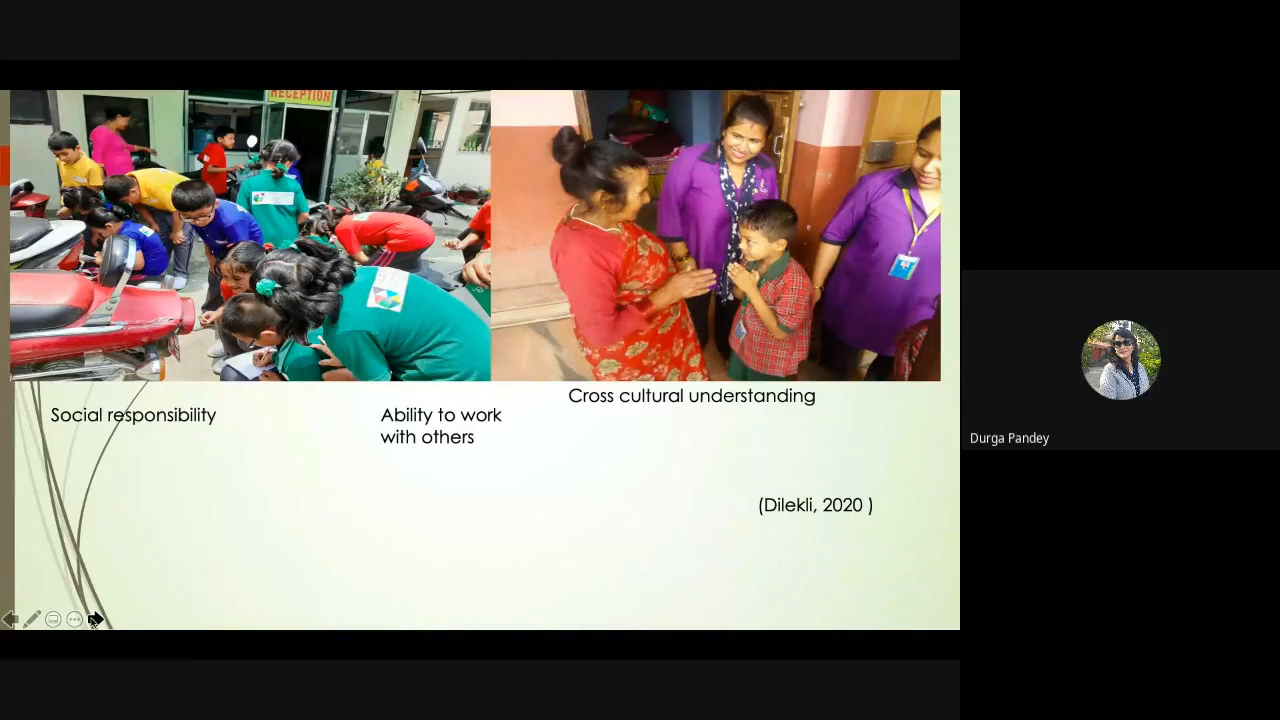 RECEPTION
Social responsibility
Ability to work
with others
Cross cultural understanding
(Dilekli, 2020 )
Durga Pandey